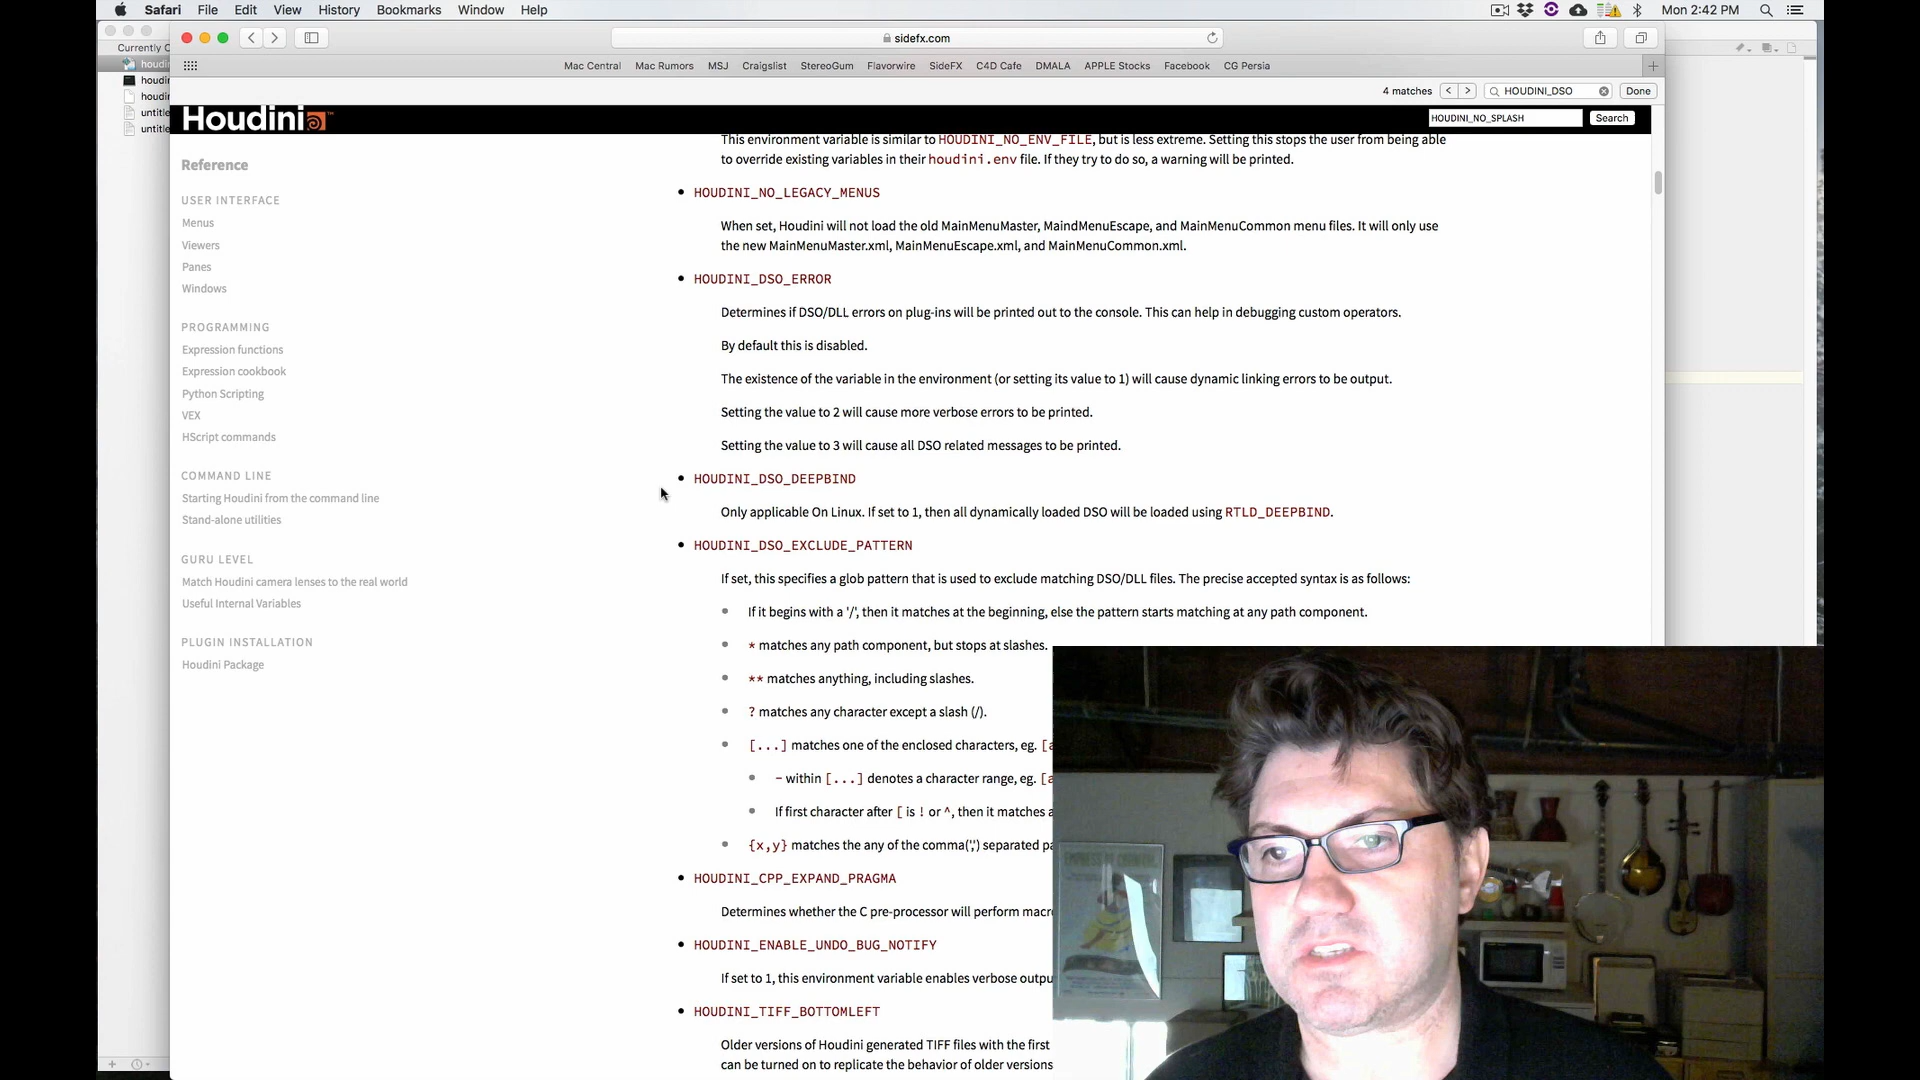 Safari File Edit View History Bookmarks Window Help Mon 2:42 PM
sidefx.com
Currently O
Mac Central Mac Rumors MSJ Craigslist StereoGum Flavorwire SideFX C4D Cafe DMALA APPLE Stocks Facebook CG Persia
houdi
houdi
houdi
untitle
untitle
4 matches HOUDINI_DSO Done
Houdini
HOUDINI_NO_SPLASH Search
Reference
USER INTERFACE
Menus
Viewers
Panes
Windows
PROGRAMMING
Expression functions
Expression cookbook
Python Scripting
VEX
HScript commands
COMMAND LINE
Starting Houdini from the command line
Stand-alone utilities
GURU LEVEL
Match Houdini camera lenses to the real world
Useful Internal Variables
PLUGIN INSTALLATION
Houdini Package
This environment variable is similar to HOUDINI_NO_ENV_FILE, but is less extreme. Setting this stops the user from being able
to override existing variables in their houdini.env file. If they try to do so, a warning will be printed.
• HOUDINI_NO_LEGACY_MENUS
When set, Houdini will not load the old MainMenuMaster, MaindMenuEscape, and MainMenuCommon menu files. It will only use
the new MainMenuMaster.xml, MainMenuEscape.xml, and MainMenuCommon.xml.
• HOUDINI_DSO_ERROR
Determines if DSO/DLL errors on plug-ins will be printed out to the console. This can help in debugging custom operators.
By default this is disabled.
The existence of the variable in the environment (or setting its value to 1) will cause dynamic linking errors to be output.
Setting the value to 2 will cause more verbose errors to be printed.
Setting the value to 3 will cause all DSO related messages to be printed.
• HOUDINI_DSO_DEEPBIND
Only applicable On Linux. If set to 1, then all dynamically loaded DSO will be loaded using RTLD_DEEPBIND.
• HOUDINI_DSO_EXCLUDE_PATTERN
If set, this specifies a glob pattern that is used to exclude matching DSO/DLL files. The precise accepted syntax is as follows:
• If it begins with a '/', then it matches at the beginning, else the pattern starts matching at any path component.
• * matches any path component, but stops at slashes.
• ** matches anything, including slashes.
• ? matches any character except a slash (/).
• [...] matches one of the enclosed characters, eg. [a
• - within [...] denotes a character range, eg. [a
• If first character after [ is ! or ^, then it matches a
• {x,y} matches the any of the comma(',') separated pa
• HOUDINI_CPP_EXPAND_PRAGMA
Determines whether the C pre-processor will perform macro
• HOUDINI_ENABLE_UNDO_BUG_NOTIFY
If set to 1, this environment variable enables verbose outpu
• HOUDINI_TIFF_BOTTOMLEFT
Older versions of Houdini generated TIFF files with the first
can be turned on to replicate the behavior of older versions